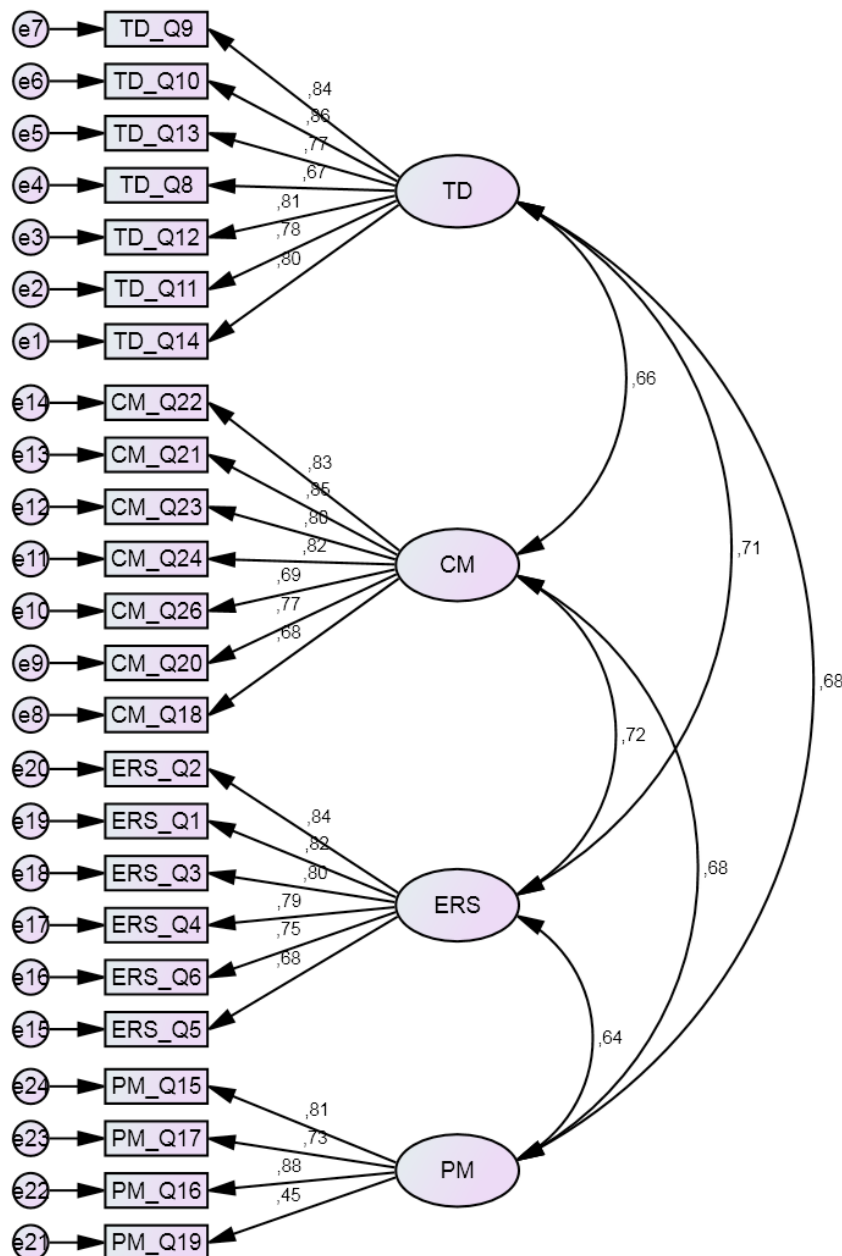 e7 TD_Q9
e6 TD_Q10
,84
e5 TD_Q13
,86
,77
e4 TD_Q8
,67
TD
,81
e3 TD_Q12
,78
e2 TD_Q11
,80
e1 TD_Q14
,66
e14 CM_Q22
e13 CM_Q21
,83
,85
e12 CM_Q23
,80
e11 CM_Q24
,82
,71
CM
,69
e10 CM_Q26
,77
,68
e9 CM_Q20
,68
e8 CM_Q18
,72
e20 ERS_Q2
e19 ERS_Q1
,84
,82
e18 ERS_Q3
,80
,68
ERS
,79
e17 ERS_Q4
,75
,68
e16 ERS_Q6
e15 ERS_Q5
,64
e24 PM_Q15
,81
e23 PM_Q17
,73
,88
PM
e22 PM_Q16
,45
e21 PM_Q19